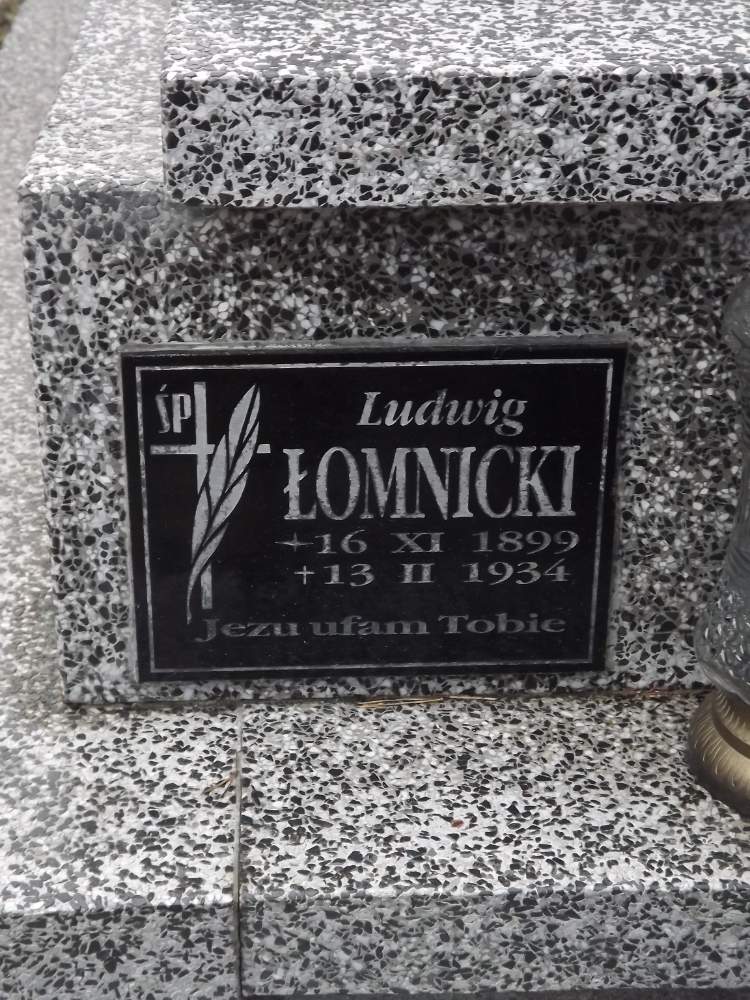 ŚP
Ludwig
ŁOMNICKI
+16 XI 1899
+13 II 1934
Jezu ufam Tobie